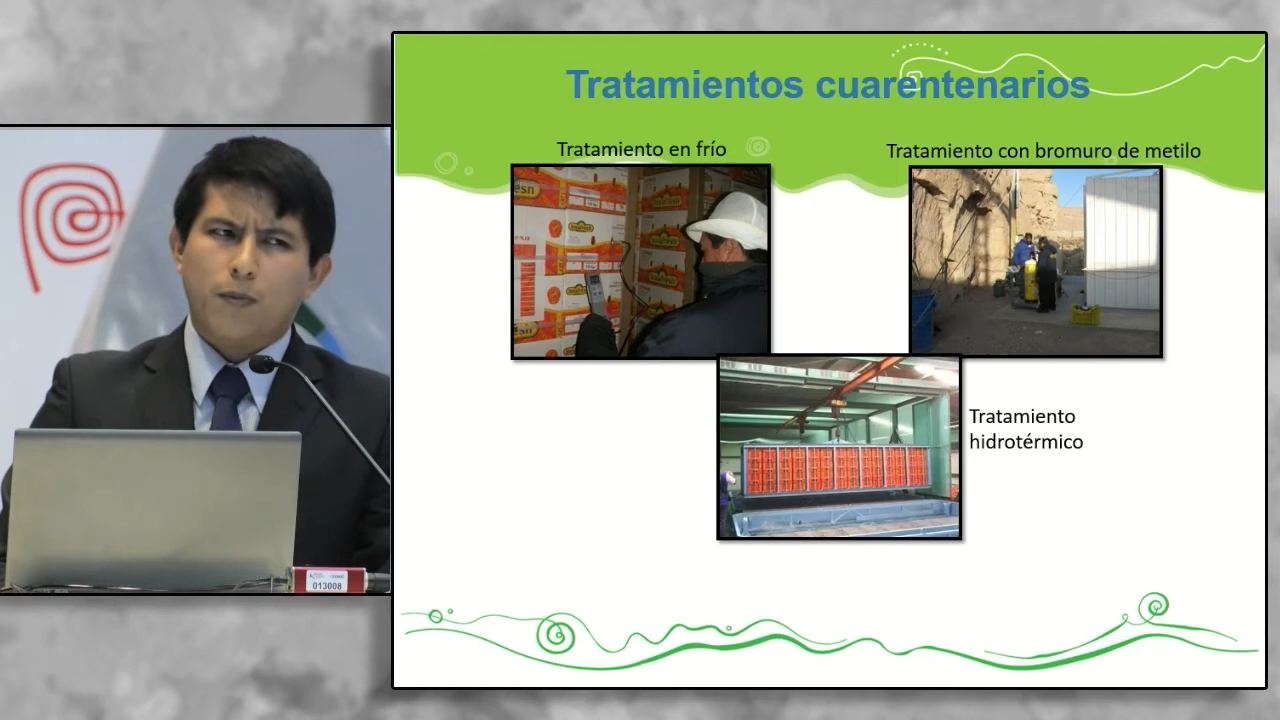 Tratamientos cuarentenarios
Tratamiento en frío
Tratamiento con bromuro de metilo
Tratamiento
hidrotérmico
013008